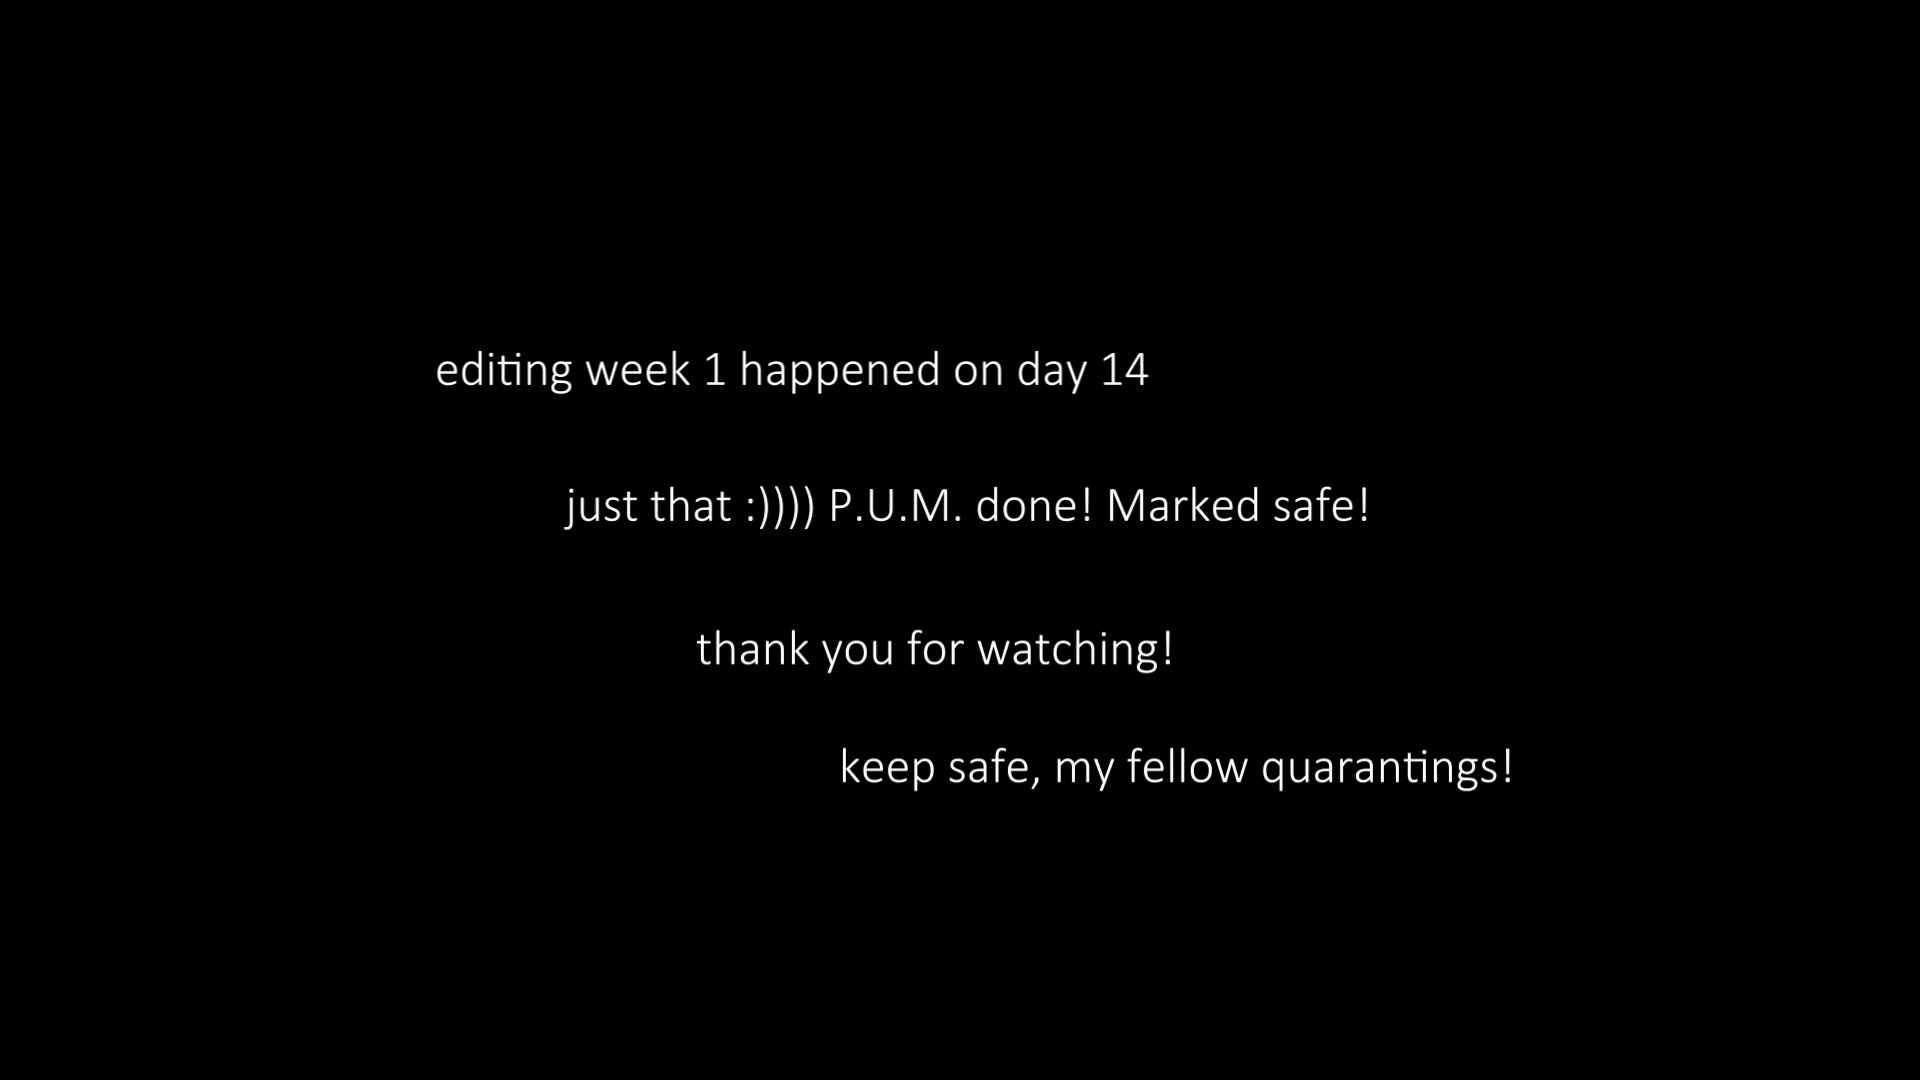 editing week 1 happened on day 14
just that :)))) P.U.M. done! Marked safe!
thank you for watching!
keep safe, my fellow quarantings!